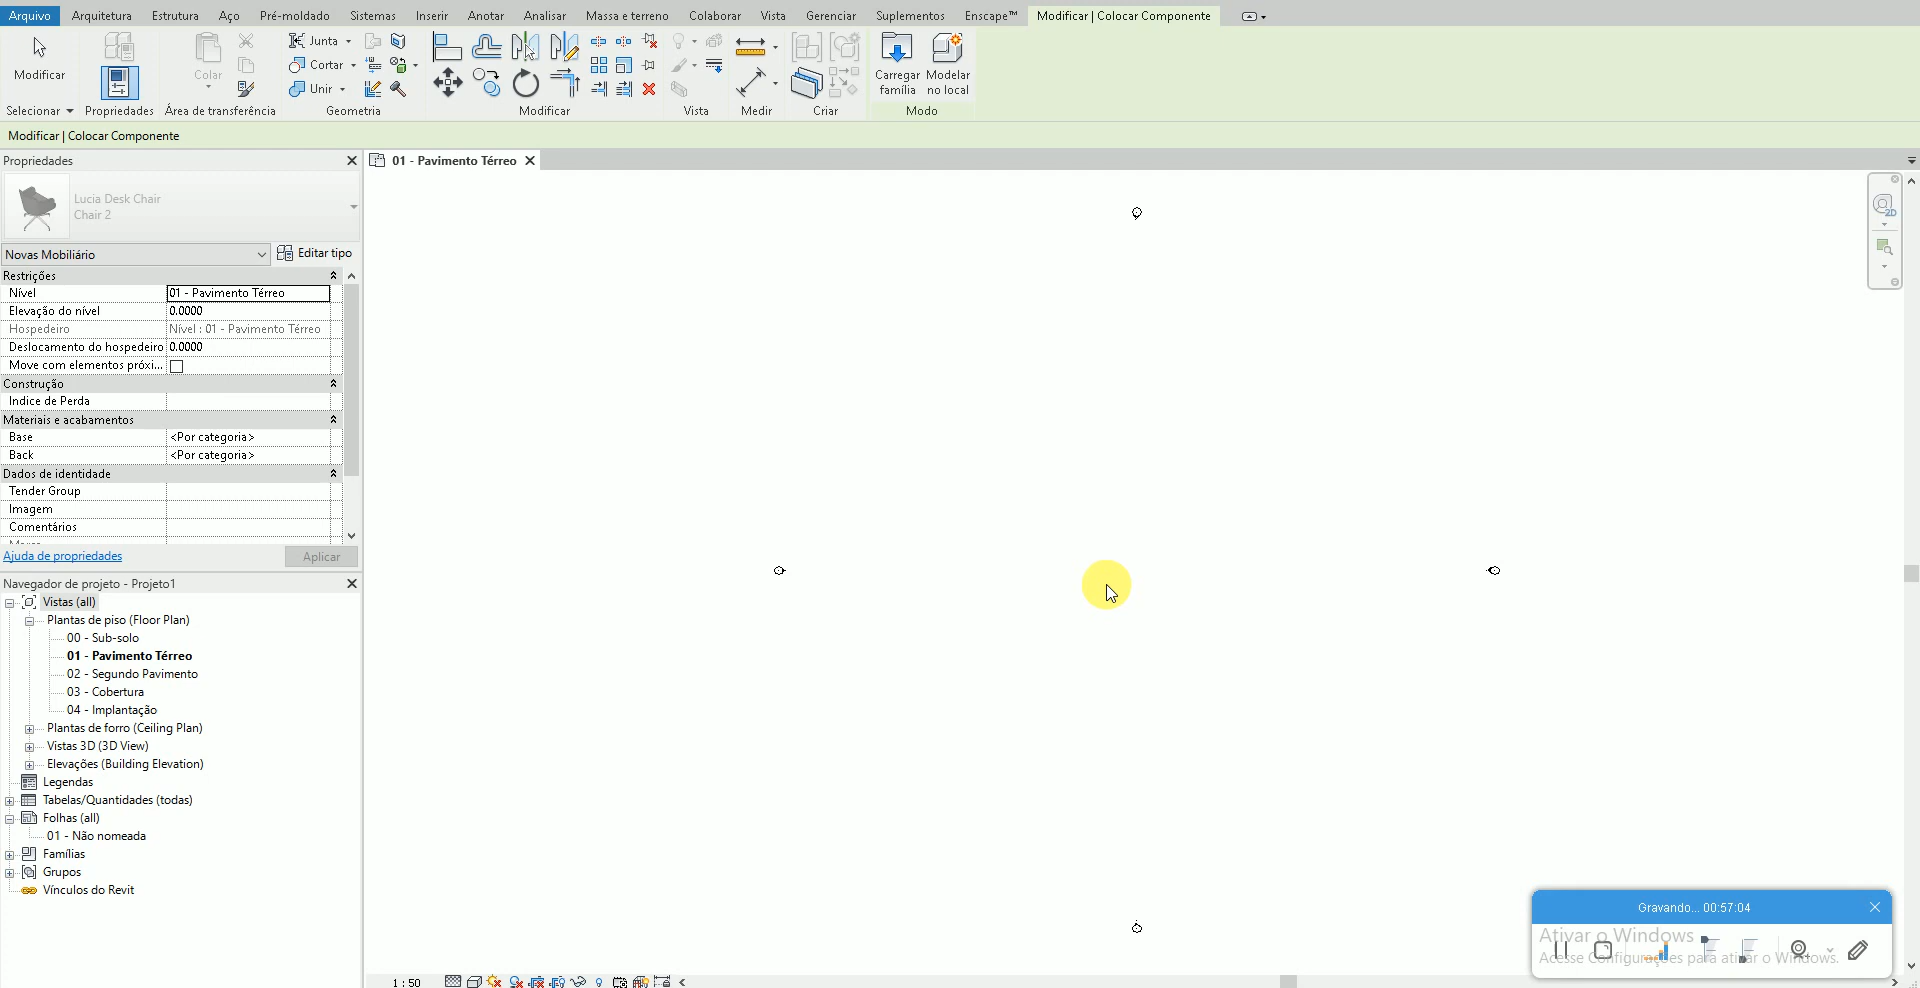 Arquivo Arquitetura Estrutura Aço Pré-moldado Sistemas Inserir Anotar Analisar Massa e terreno Colaborar Vista Gerenciar Suplementos Enscape™ Modificar | Colocar Componente
Modificar
Colar
Junta
Cortar
Unir
Carregar família
Modelar no local
Selecionar Propriedades Área de transferência Geometria Modificar Vista Medir Criar Modo
Modificar | Colocar Componente
Propriedades
01 - Pavimento Térreo
Lucia Desk Chair
Chair 2
2D
Novas Mobiliário Editar tipo
Restrições
Nível 01 - Pavimento Térreo
Elevação do nível 0.0000
Hospedeiro Nível : 01 - Pavimento Térreo
Deslocamento do hospedeiro 0.0000
Move com elementos próxi...
Construção
Indice de Perda
Materiais e acabamentos
Base <Por categoria>
Back <Por categoria>
Dados de identidade
Tender Group
Imagem
Comentários
Ajuda de propriedades Aplicar
Navegador de projeto - Projeto1
Vistas (all)
Plantas de piso (Floor Plan)
00 - Sub-solo
01 - Pavimento Térreo
02 - Segundo Pavimento
03 - Cobertura
04 - Implantação
Plantas de forro (Ceiling Plan)
Vistas 3D (3D View)
Elevações (Building Elevation)
Legendas
Tabelas/Quantidades (todas)
Folhas (all)
01 - Não nomeada
Famílias
Grupos
Vínculos do Revit
1 : 50
Gravando... 00:57:04
Ativar o Windows
Acesse Configurações para ativar o Windows.